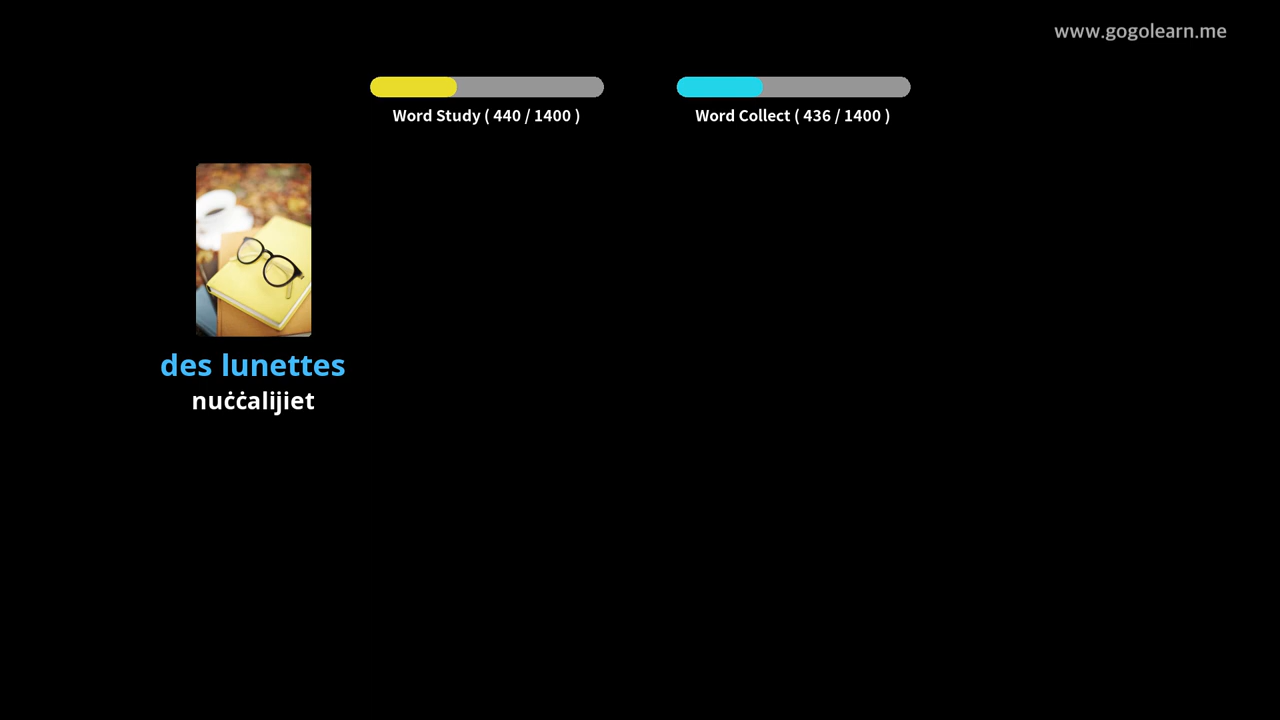 www.gogolearn.me
Word Study ( 440 / 1400 )
Word Collect ( 436 / 1400 )
des lunettes
nuċċalijiet